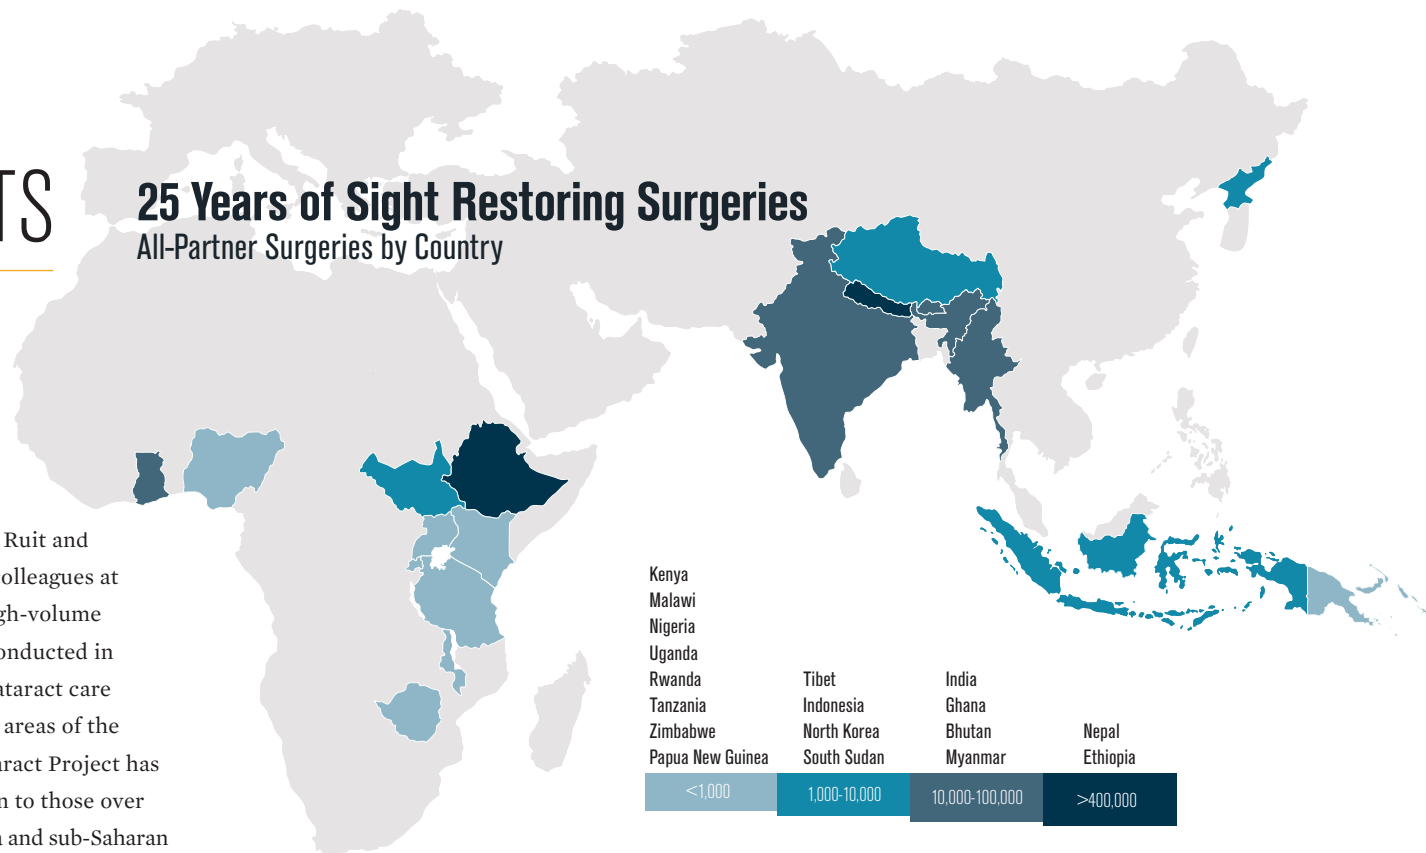 TS
25 Years of Sight Restoring Surgeries
All-Partner Surgeries by Country
Ruit and
olleagues at
gh-volume
onducted in
ataract care
areas of the
aract Project has
n to those over
and sub-Saharan
Kenya
Malawi
Nigeria
Uganda
Rwanda
Tanzania
Zimbabwe
Papua New Guinea
<1,000
Tibet
Indonesia
North Korea
South Sudan
1,000-10,000
India
Ghana
Bhutan
Myanmar
10,000-100,000
Nepal
Ethiopia
>400,000